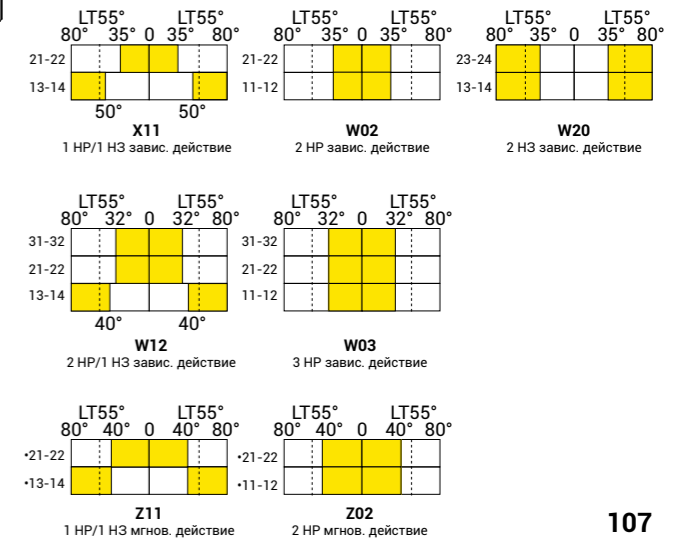 LT55° LT55°
80° 35° 0 35° 80°
21-22
13-14
50° 50°
X11
1 НР/1 НЗ завис. действие
LT55° LT55°
80° 35° 0 35° 80°
21-22
11-12
W02
2 НР завис. действие
LT55° LT55°
80° 35° 0 35° 80°
23-24
13-14
W20
2 НЗ завис. действие
LT55° LT55°
80° 32° 0 32° 80°
31-32
21-22
13-14
40° 40°
W12
2 НР/1 НЗ завис. действие
LT55° LT55°
80° 32° 0 32° 80°
31-32
21-22
11-12
W03
3 НР завис. действие
LT55° LT55°
80° 40° 0 40° 80°
•21-22
•13-14
Z11
1 НР/1 НЗ мгнов. действие
LT55° LT55°
80° 40° 0 40° 80°
•21-22
•11-12
Z02
2 НР мгнов. действие
107